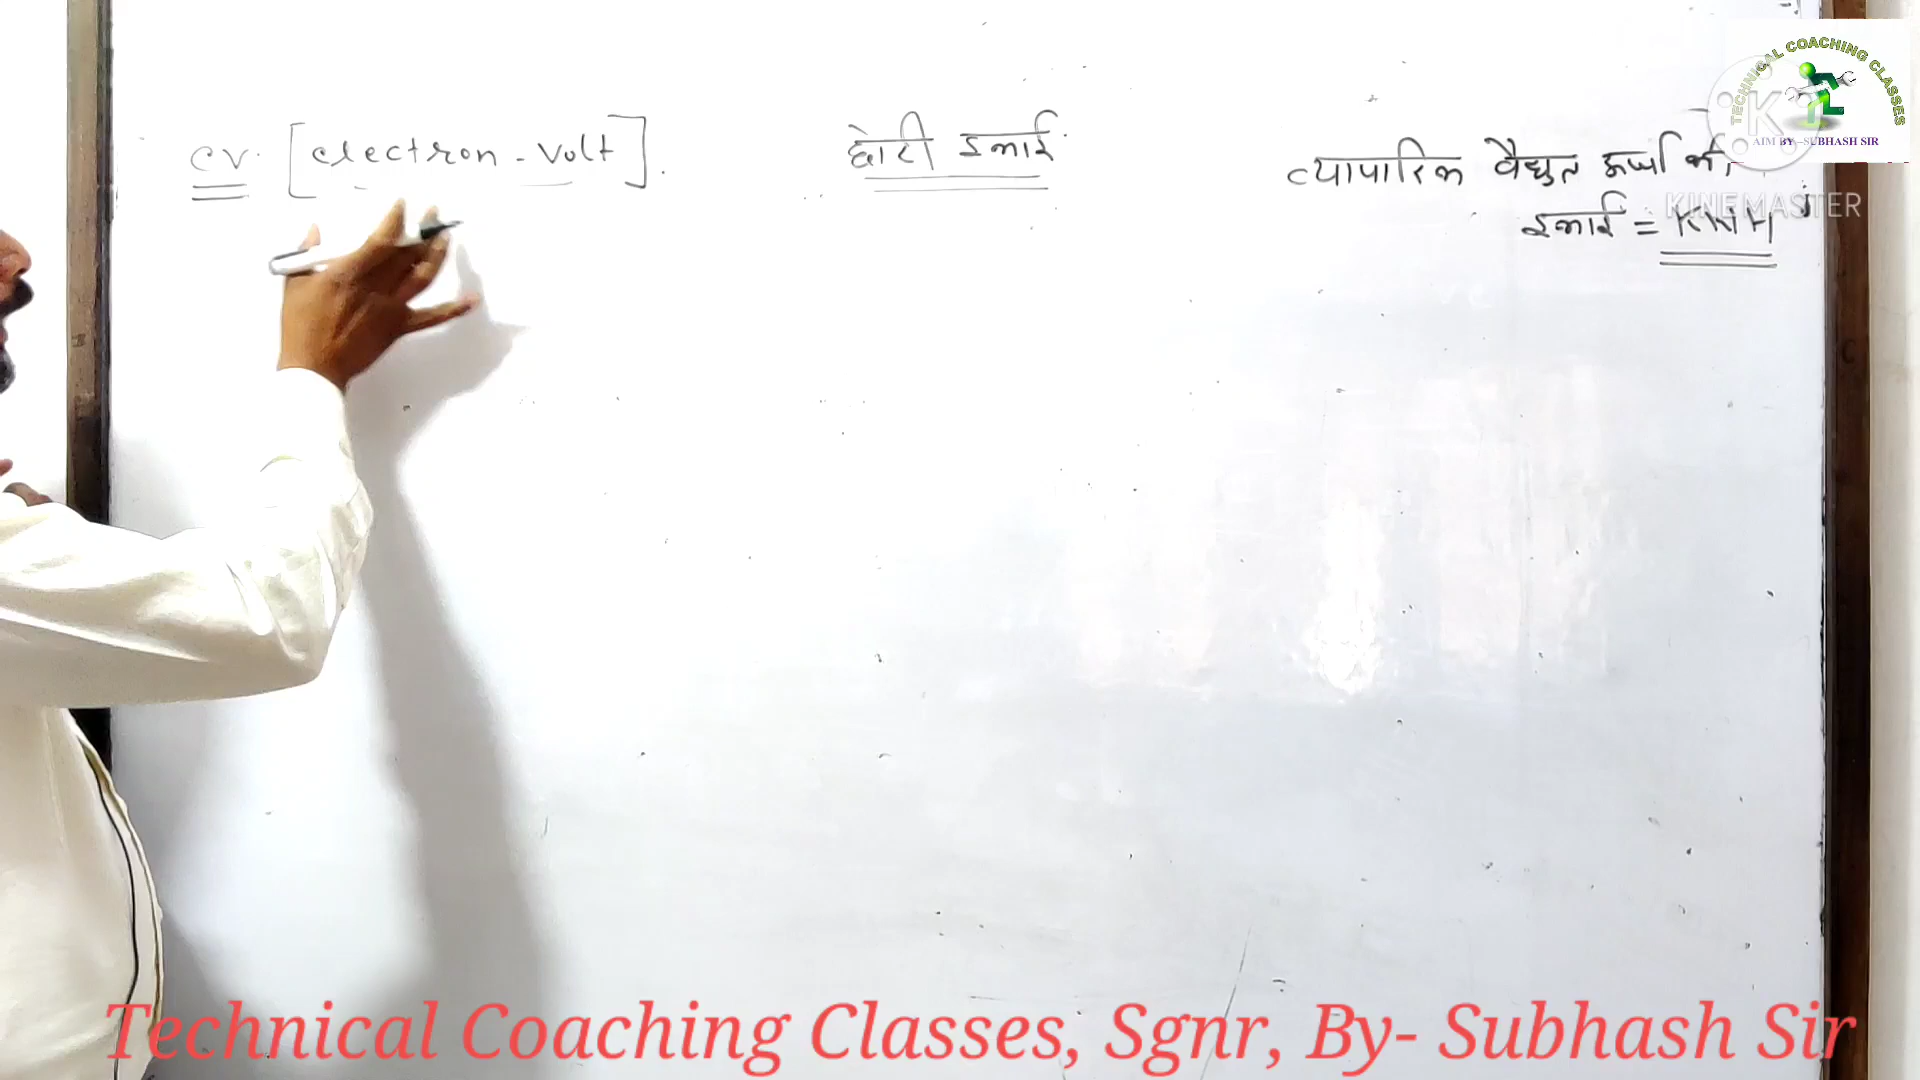 ev. [electron-volt].
छोटी इकाई
व्यापारिक वैद्युत ऊर्जा की
इकाई = KWH
TECHNICAL COACHING CLASSES
AIM BY:-SUBHASH SIR
KINEMASTER
Technical Coaching Classes, Sgnr, By- Subhash Sir